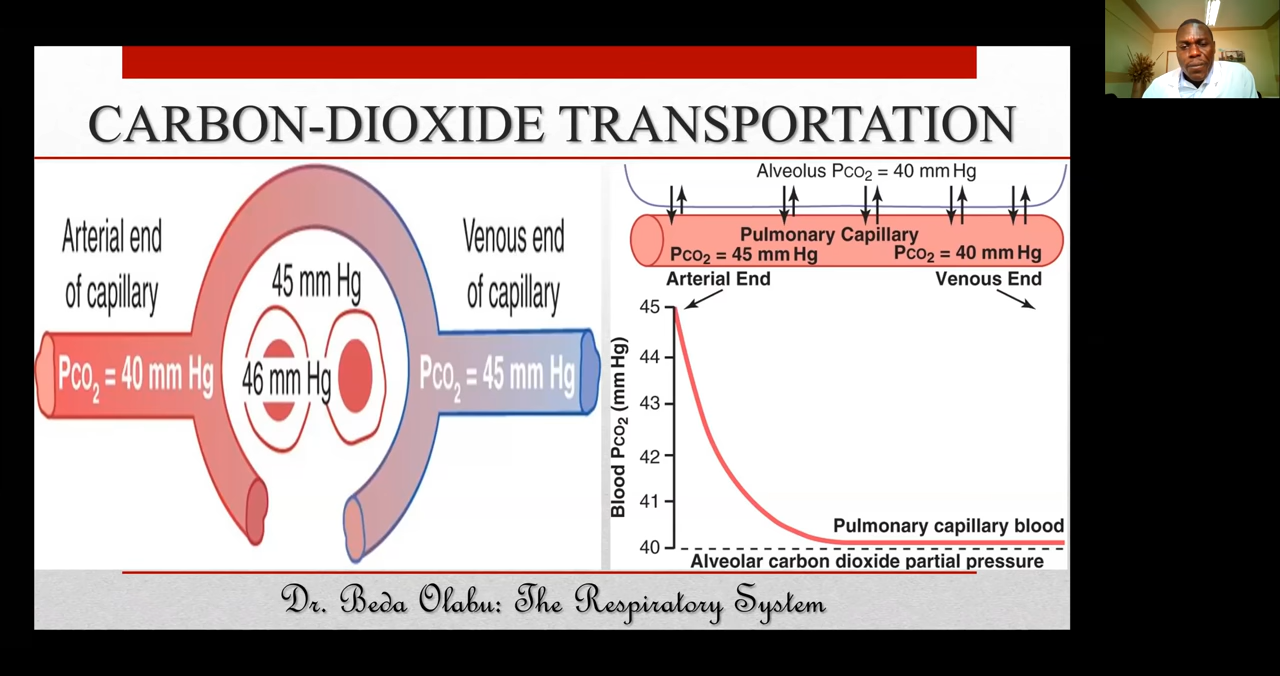 CARBON-DIOXIDE TRANSPORTATION
Arterial end
of capillary
Venous end
of capillary
45 mm Hg
Pco₂ = 40 mm Hg
46 mm Hg
Pco₂ = 45 mm Hg
Alveolus Pco₂ = 40 mm Hg
Pulmonary Capillary
Pco₂ = 45 mm Hg
Pco₂ = 40 mm Hg
Arterial End
Venous End
Blood Pco₂ (mm Hg)
45
44
43
42
41
40
Pulmonary capillary blood
Alveolar carbon dioxide partial pressure
Dr. Beda Olabu: The Respiratory System